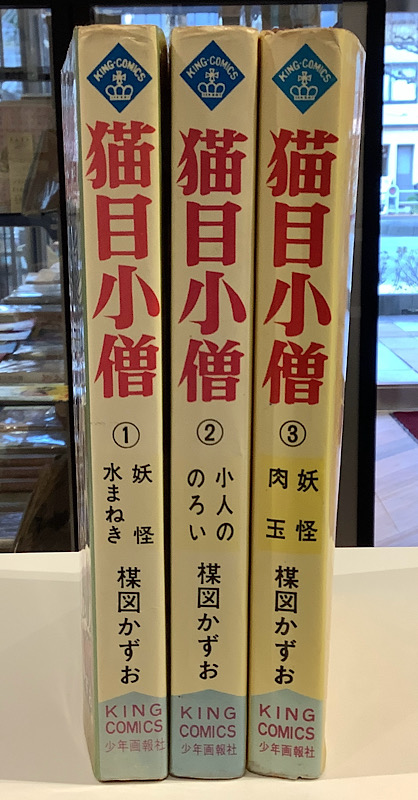 KING-COMICS
猫目小僧
①
妖怪
水まねき
楳図かずお
KING
COMICS
少年画報社
KING-COMICS
猫目小僧
②
小人の
のろい
楳図かずお
KING
COMICS
少年画報社
KING-COMICS
猫目小僧
③
妖怪
肉玉
楳図かずお
KING
COMICS
少年画報社